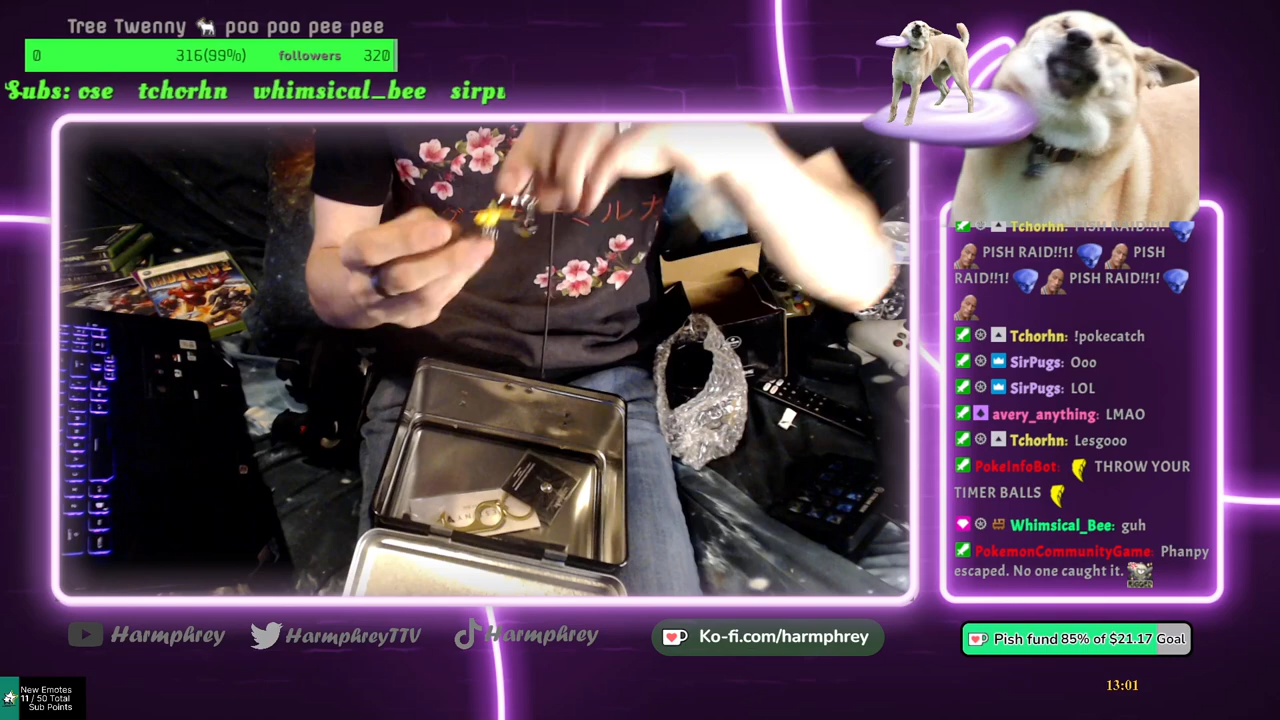 Tree Twenny poo poo pee pee
0 316(99%) followers 320
Subs: ose tchorhn whimsical_bee sirpu
Tchorhn: PISH RAID!!1!
PISH RAID!!1! PISH
RAID!!1! PISH RAID!!1!
Tchorhn: !pokecatch
SirPugs: Ooo
SirPugs: LOL
avery_anything: LMAO
Tchorhn: Lesgooo
PokeInfoBot: THROW YOUR
TIMER BALLS
Whimsical_Bee: guh
PokemonCommunityGame: Phanpy
escaped. No one caught it.
Harmphrey
HarmphreyTTV
Harmphrey
Ko-fi.com/harmphrey
Pish fund 85% of $21.17 Goal
13:01
New Emotes
11 / 50 Total
Sub Points